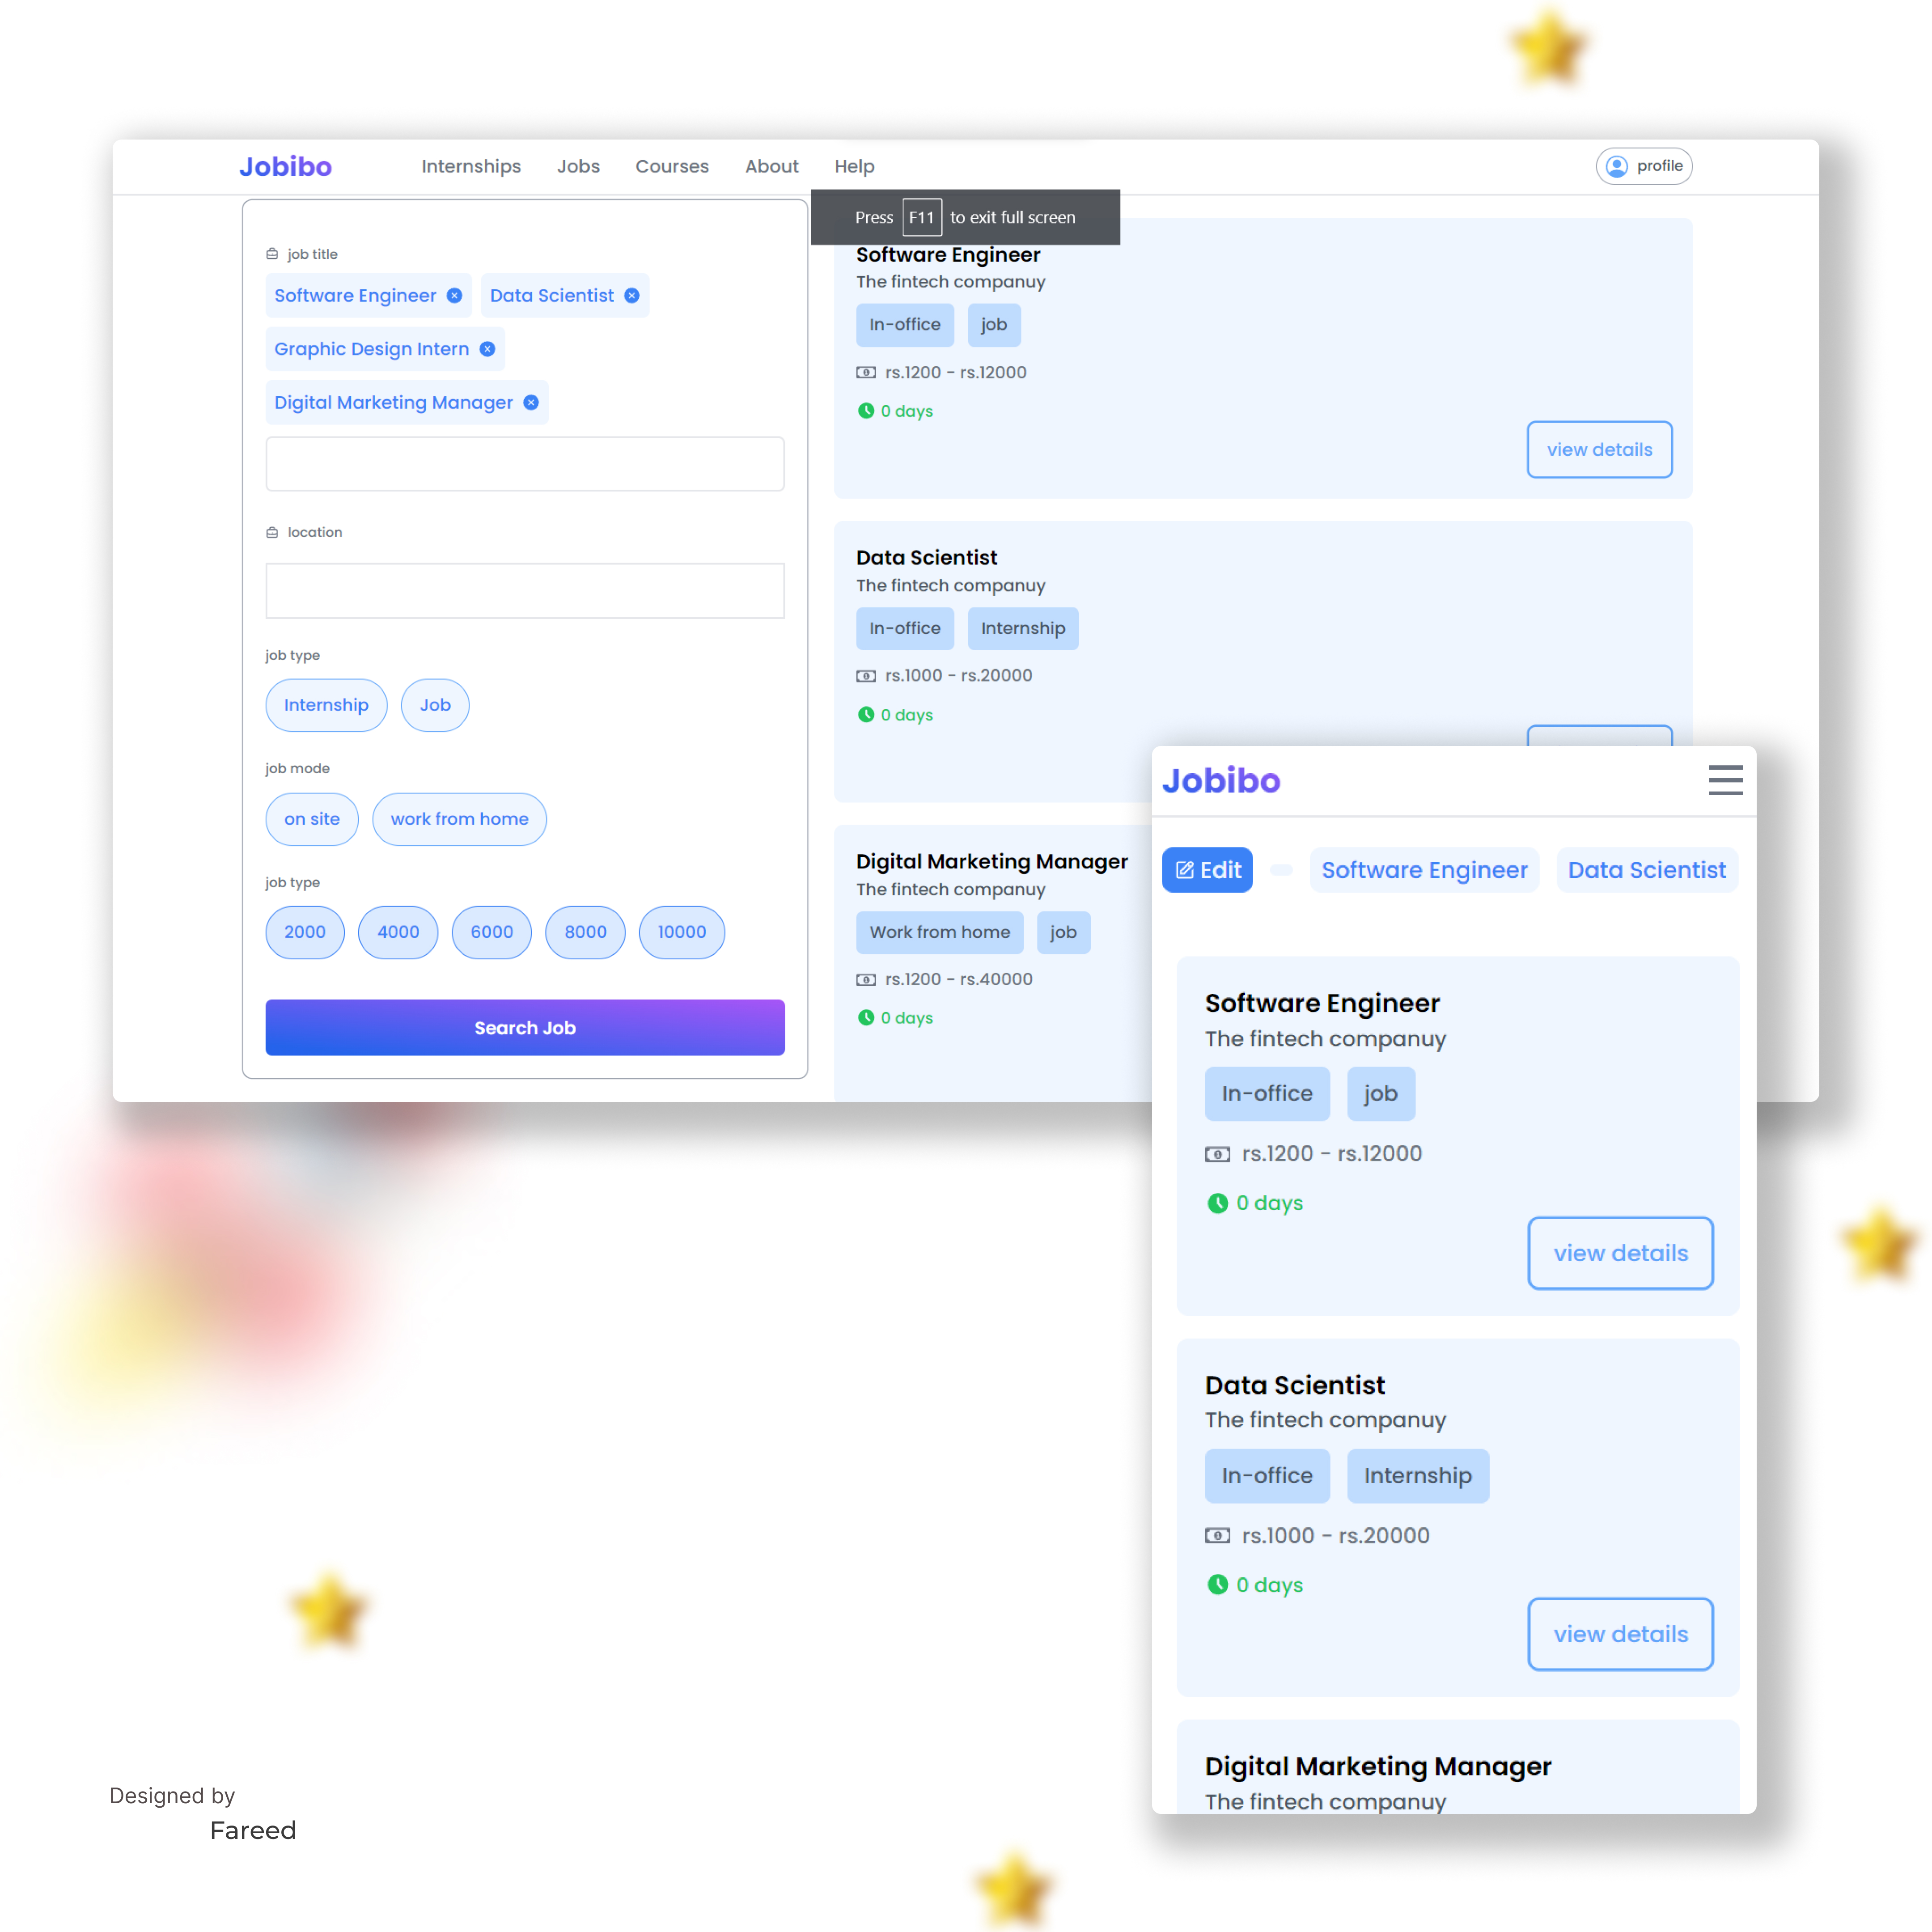 Jobibo Internships Jobs Courses About Help profile
Press F11 to exit full screen
job title
Software Engineer Data Scientist
Graphic Design Intern
Digital Marketing Manager
location
job type
Internship Job
job mode
on site work from home
job type
2000 4000 6000 8000 10000
Search Job
Software Engineer
The fintech companuy
In-office job
rs.1200 - rs.12000
0 days
view details
Data Scientist
The fintech companuy
In-office Internship
rs.1000 - rs.20000
0 days
Digital Marketing Manager
The fintech companuy
Work from home job
rs.1200 - rs.40000
0 days
Jobibo
Edit Software Engineer Data Scientist
Software Engineer
The fintech companuy
In-office job
rs.1200 - rs.12000
0 days
view details
Data Scientist
The fintech companuy
In-office Internship
rs.1000 - rs.20000
0 days
view details
Digital Marketing Manager
The fintech companuy
Designed by
Fareed